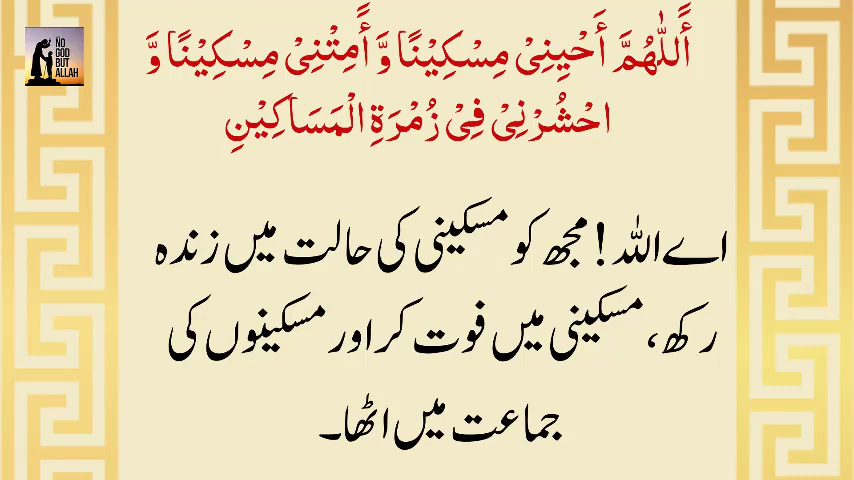 NO
GOD
BUT
ALLAH
أَللّٰهُمَّ أَحْيِنِىْ مِسْكِيْنًا وَّ أَمِتْنِىْ مِسْكِيْنًا وَّ
احْشُرْنِىْ فِىْ زُمْرَةِ الْمَسَاكِيْنِ
اے اللہ! مجھ کو مسکینی کی حالت میں زندہ
رکھ، مسکینی میں فوت کر اور مسکینوں کی
جماعت میں اٹھا۔